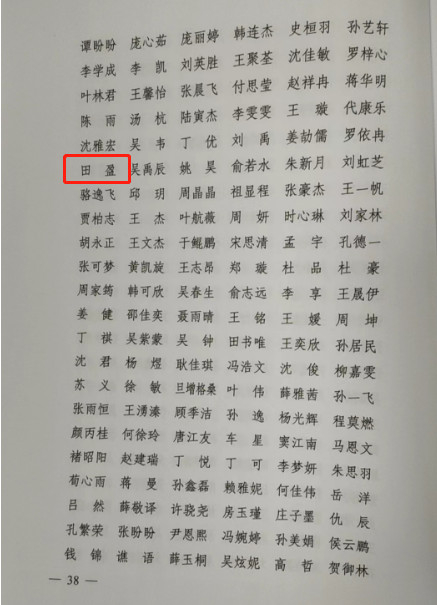 谭盼盼 庞心茹 庞丽婷 韩连杰 史桓羽 孙艺轩
李学成 李凯 刘英胜 王聚荃 沈佳敏 罗梓心
叶林君 王馨怡 张晨飞 付思莹 赵祥冉 蒋华明
陈雨 汤杭 陆寅杰 李雯雯 王璇 代康乐
沈雅宏 吴韦 丁优 刘禹 姜劼儒 罗依冉
田盈 吴禹辰 姚昊 俞若水 朱新月 刘虹芝
骆逸飞 邱玥 周晶晶 祖显程 张豪杰 王一帆
贾柏志 王杰 叶航薇 周妍 时心琳 刘家林
胡永正 王文杰 于鲲鹏 宋思清 孟宇 孔德一
张可梦 黄凯旋 王志昂 郑璇 杜品 杜豪
周家筠 韩可欣 吴春生 俞志远 李享 王晟伊
姜健 邵佳奕 聂雨晴 王铭 王媛 周坤
丁祺 吴紫蒙 吴钟 田书唯 王奕欣 孙居民
沈君 杨煜 耿佳琪 冯浩文 沈俊 柳嘉雯
苏义 徐敏 旦增格桑 叶伟 薛雅茜 孙一飞
张雨恒 王湧溱 顾季洁 孙逸 杨光辉 程莫燃
颜丙桂 何徐玲 唐江友 车星 窦江南 马恩文
褚昭阳 赵建瑞 丁悦 丁可 李梦妍 朱思羽
荀心雨 蒋曼 孙鑫磊 赖雅妮 何佳伟 岳洋
吕然 薛敬译 许骁尧 房玉瑾 庄子墨 仇辰
孔繁荣 张盼盼 尹恩熙 冯婉婷 孙美娟 侯云鹏
钱锦 谯语 薛玉桐 吴炫妮 高哲 贺御林
— 38 —